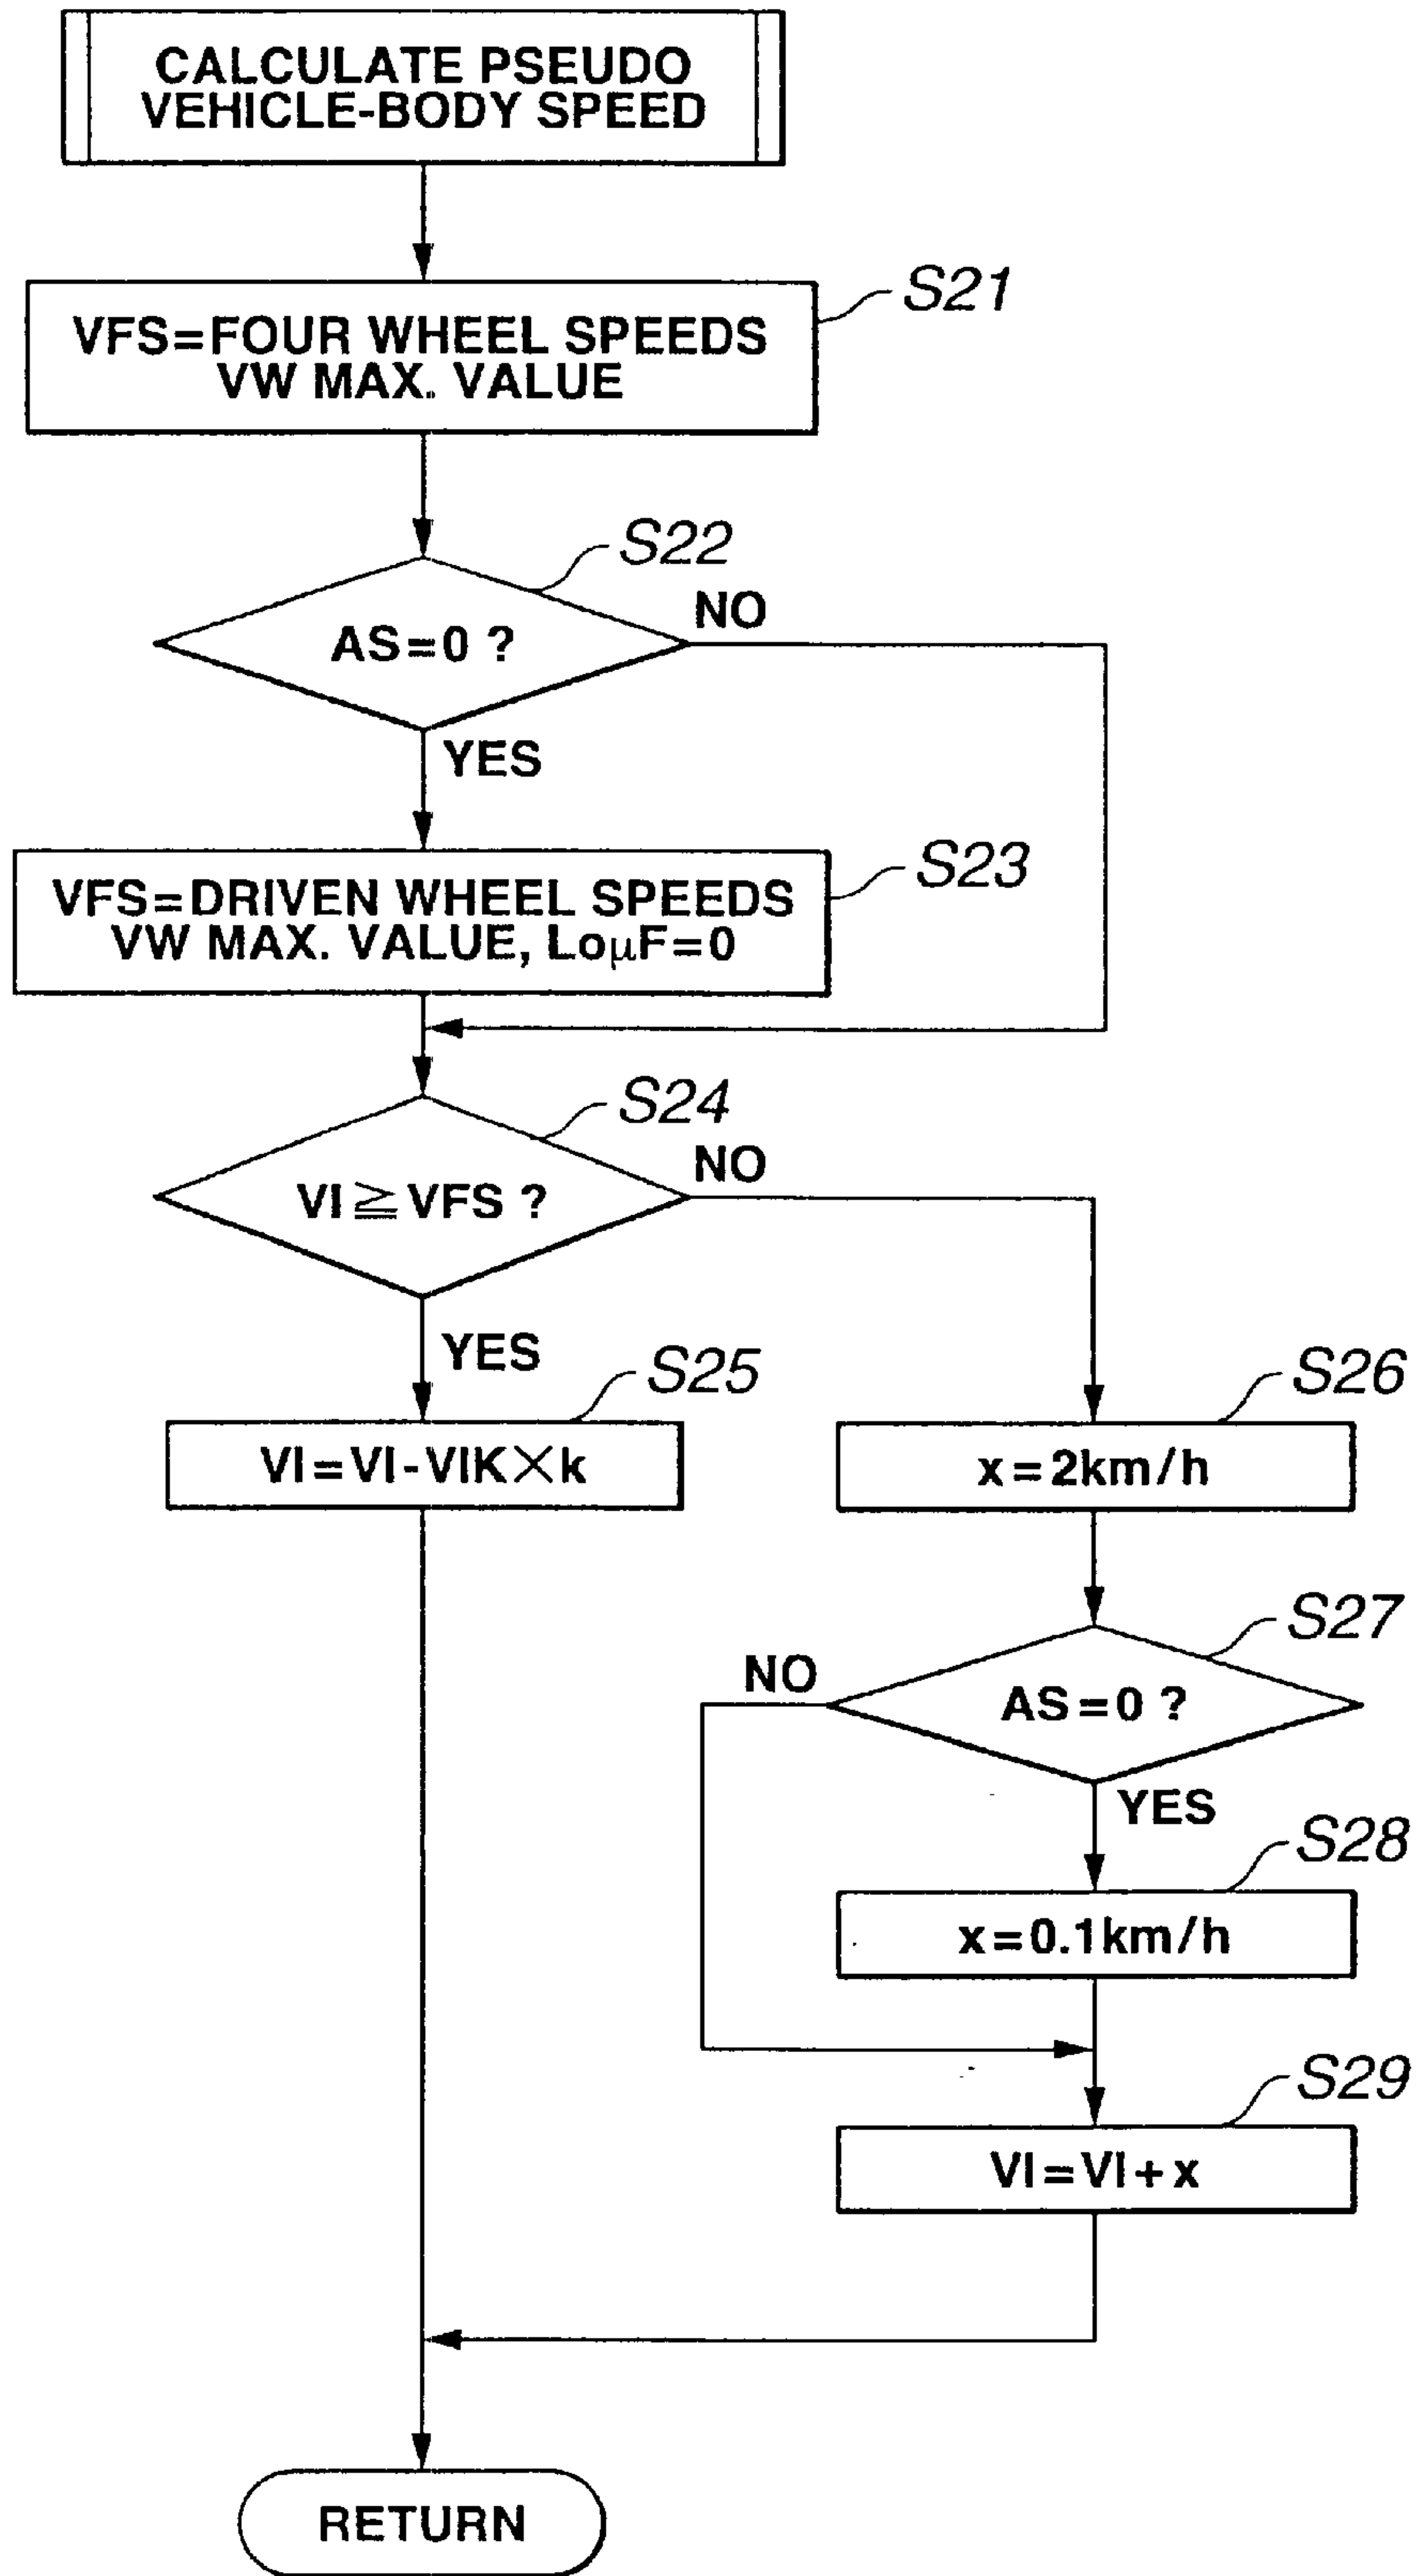 CALCULATE PSEUDO
VEHICLE-BODY SPEED
S21
VFS=FOUR WHEEL SPEEDS
VW MAX. VALUE
S22
AS=0 ?
NO
YES
S23
VFS=DRIVEN WHEEL SPEEDS
VW MAX. VALUE, LoμF=0
S24
VI≧VFS ?
NO
YES
S25
VI=VI-VIK×k
S26
x=2km/h
S27
AS=0 ?
NO
YES
S28
x=0.1km/h
S29
VI=VI+x
RETURN